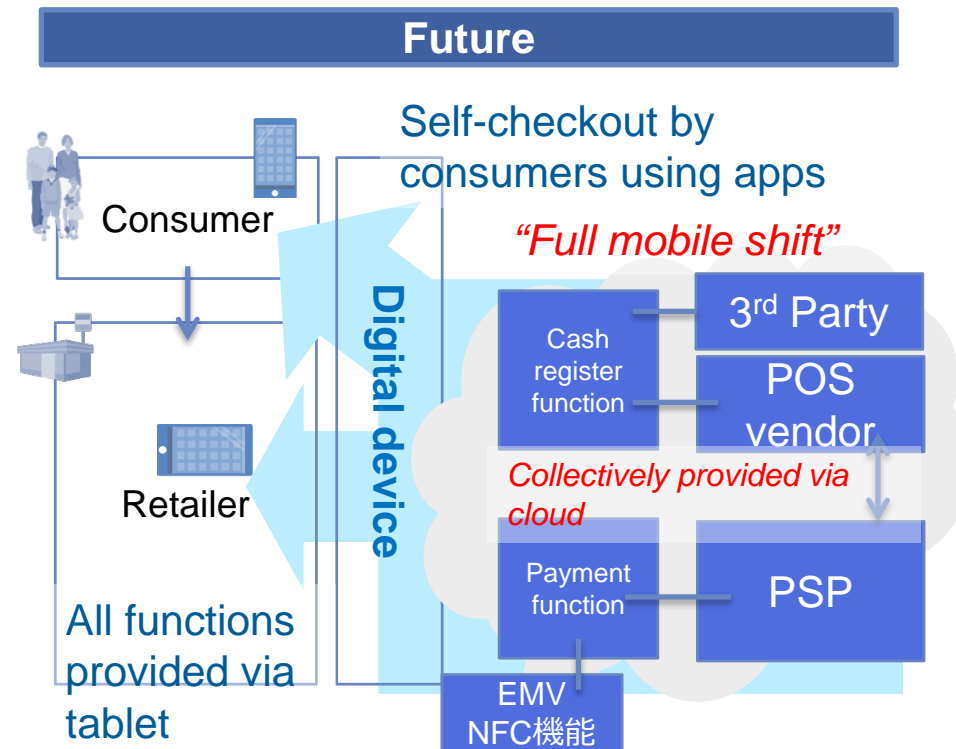 Future
Self-checkout by
consumers using apps
Consumer
“Full mobile shift”
Digital device
Cash
register
function
3rd Party
POS
vendor
Collectively provided via
cloud
Retailer
Payment
function
PSP
All functions
provided via
tablet
EMV
NFC機能